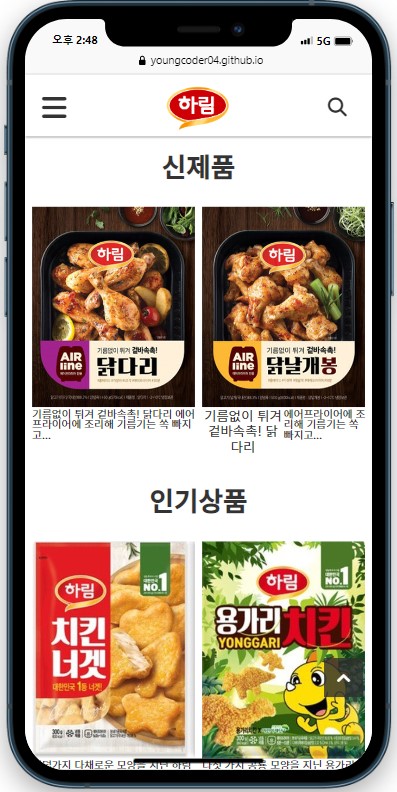 오후 2:48
5G
youngcoder04.github.io
하림
신제품
하림
하림
기름없이 튀겨 겉바속촉!
기름없이 튀겨 겉바속촉!
AIR
line
닭다리
AIR
line
닭날개봉
기름없이 튀겨 겉바속촉! 닭다리 에어
프라이어에 조리해 기름기는 쏙 빠지
고...
기름없이 튀겨
겉바속촉! 닭
다리
에어프라이어에 조
리해 기름기는 쏙
빠지고...
인기상품
하림
NO.1
치킨
너겟
대한민국 1등 너겟!
300g
하림
NO.1
용가리 치킨
YONGGARI
300g
가지 다채로운 모양을 지닌 하림
다섯 가지 공룡 모양을 지닌 용가리